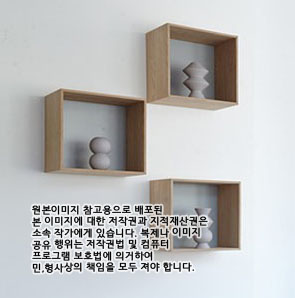 원본이미지 참고용으로 배포된
본 이미지에 대한 저작권과 지적재산권은
소속 작가에게 있습니다. 복제나 이미지
공유 행위는 저작권법 및 컴퓨터
프로그램 보호법에 의거하여
민,형사상의 책임을 모두 져야 합니다.